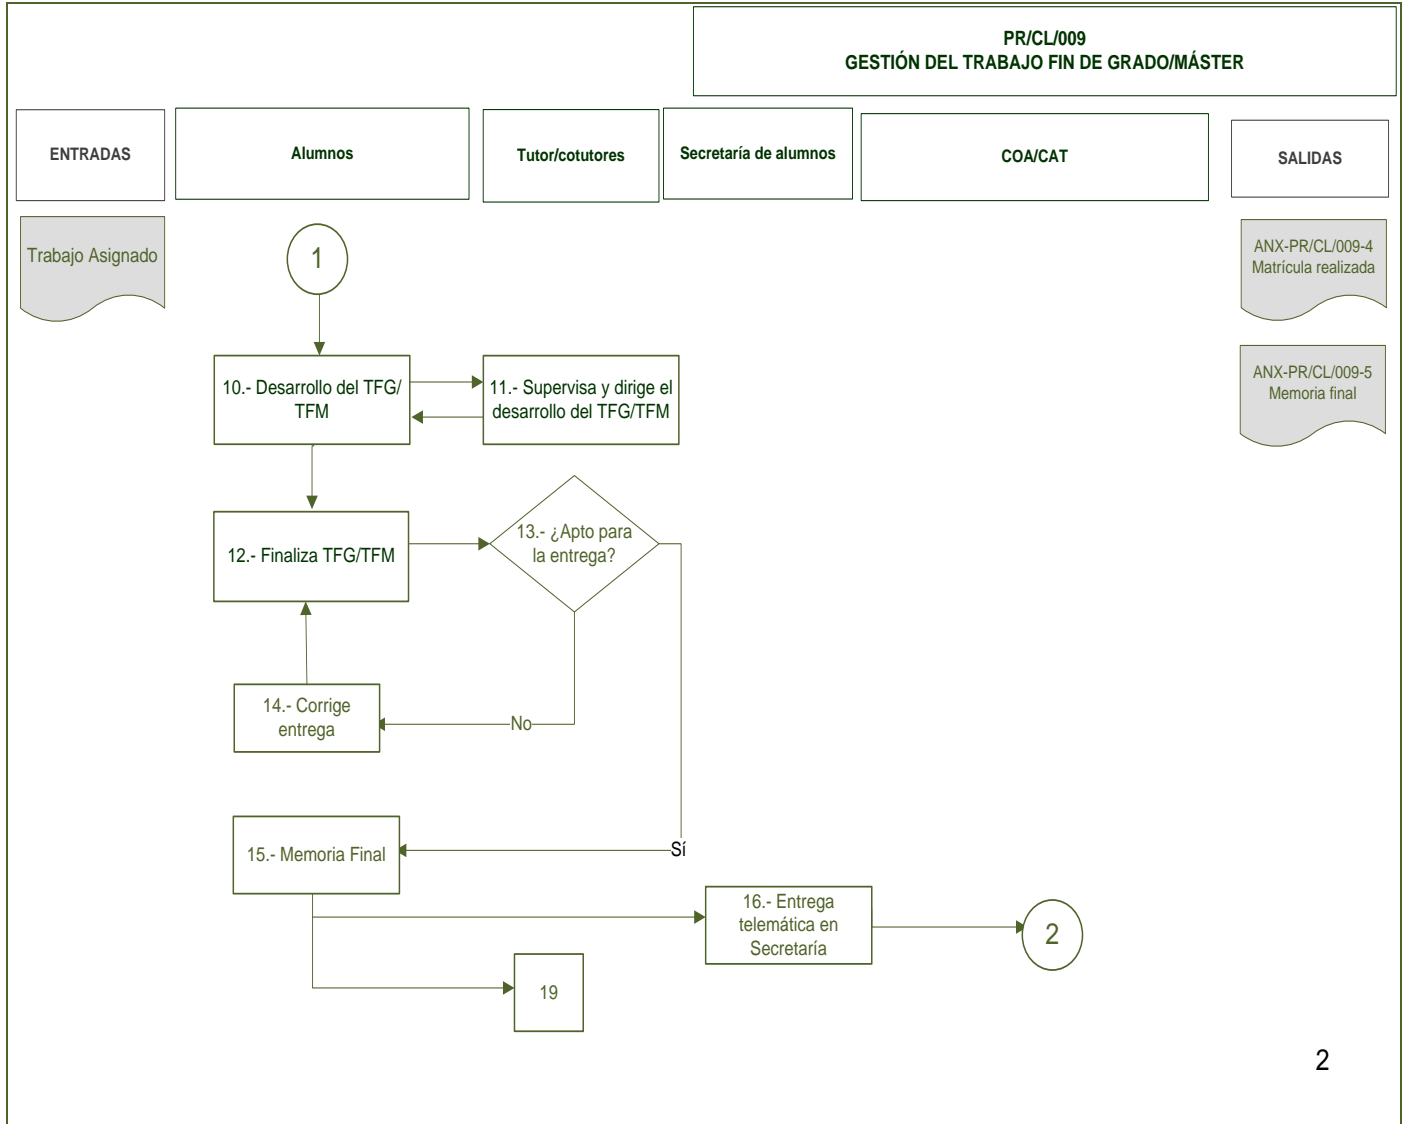 PR/CL/009
GESTIÓN DEL TRABAJO FIN DE GRADO/MÁSTER
ENTRADAS
Alumnos
Tutor/cotutores
Secretaría de alumnos
COA/CAT
SALIDAS
Trabajo Asignado
1
ANX-PR/CL/009-4
Matrícula realizada
10.- Desarrollo del TFG/
TFM
11.- Supervisa y dirige el
desarrollo del TFG/TFM
ANX-PR/CL/009-5
Memoria final
12.- Finaliza TFG/TFM
13.- ¿Apto para
la entrega?
14.- Corrige
entrega
No
15.- Memoria Final
Sí
16.- Entrega
telemática en
Secretaría
2
19
2